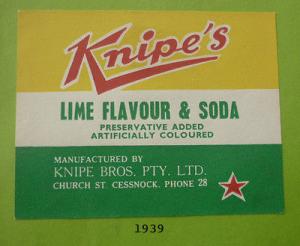 Knipe's
LIME FLAVOUR & SODA
PRESERVATIVE ADDED
ARTIFICIALLY COLOURED
MANUFACTURED BY
KNIPE BROS. PTY. LTD.
CHURCH ST. CESSNOCK. PHONE 28
1939